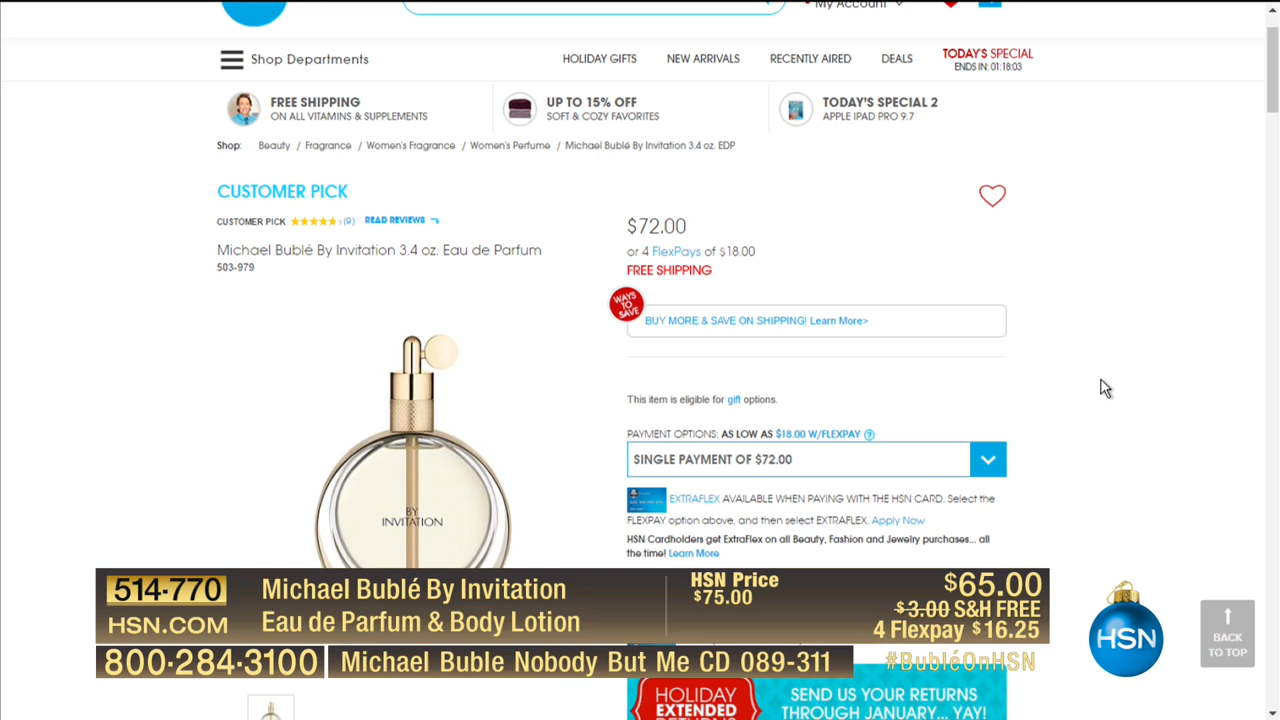 My Account
Shop Departments
HOLIDAY GIFTS
NEW ARRIVALS
RECENTLY AIRED
DEALS
TODAY'S SPECIAL
ENDS IN: 01:18:03
FREE SHIPPING
ON ALL VITAMINS & SUPPLEMENTS
UP TO 15% OFF
SOFT & COZY FAVORITES
TODAY'S SPECIAL 2
APPLE IPAD PRO 9.7
Shop: Beauty / Fragrance / Women's Fragrance / Women's Perfume / Michael Bublé By Invitation 3.4 oz. EDP
CUSTOMER PICK
CUSTOMER PICK (9) READ REVIEWS
Michael Bublé By Invitation 3.4 oz. Eau de Parfum
503-979
BY
INVITATION
$72.00
or 4 FlexPays of $18.00
FREE SHIPPING
WAYS
TO
SAVE
BUY MORE & SAVE ON SHIPPING! Learn More>
This item is eligible for gift options.
PAYMENT OPTIONS: AS LOW AS $18.00 W/FLEXPAY ?
SINGLE PAYMENT OF $72.00
EXTRAFLEX AVAILABLE WHEN PAYING WITH THE HSN CARD. Select the
FLEXPAY option above, and then select EXTRAFLEX. Apply Now
HSN Cardholders get ExtraFlex on all Beauty, Fashion and Jewelry purchases... all
the time! Learn More
514-770
HSN.COM
Michael Bublé By Invitation
Eau de Parfum & Body Lotion
HSN Price
$75.00
$65.00
$3.00 S&H FREE
4 Flexpay $16.25
800-284-3100
Michael Buble Nobody But Me CD 089-311
#BubléOnHSN
HSN
BACK
TO TOP
HOLIDAY
EXTENDED
RETURNS
SEND US YOUR RETURNS
THROUGH JANUARY... YAY!